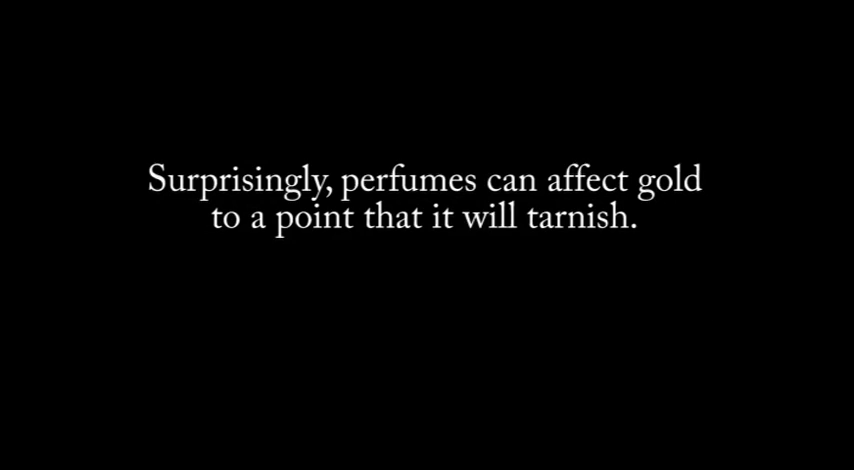 Surprisingly, perfumes can affect gold
to a point that it will tarnish.